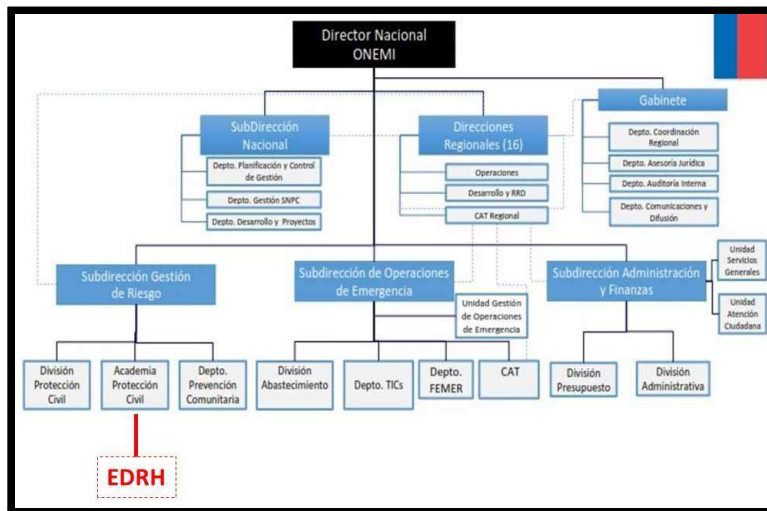 Director Nacional
ONEMI
SubDirección
Nacional
Depto. Planificación y Control
de Gestión
Depto. Gestión SNPC
Depto. Desarrollo y Proyectos
Direcciones
Regionales (16)
Operaciones
Desarrollo y RRD
CAT Regional
Gabinete
Depto. Coordinación
Regional
Depto. Asesoría Jurídica
Depto. Auditoría Interna
Depto. Comunicaciones y
Difusión
Subdirección Gestión
de Riesgo
Subdirección de Operaciones
de Emergencia
Subdirección Administración
y Finanzas
Unidad
Servicios
Generales
Unidad
Atención
Ciudadana
Unidad Gestión
de Operaciones
de Emergencia
División
Protección
Civil
Academia
Protección
Civil
Depto.
Prevención
Comunitaria
División
Abastecimiento
Depto. TICs
Depto.
FEMER
CAT
División
Presupuesto
División
Administrativa
EDRH